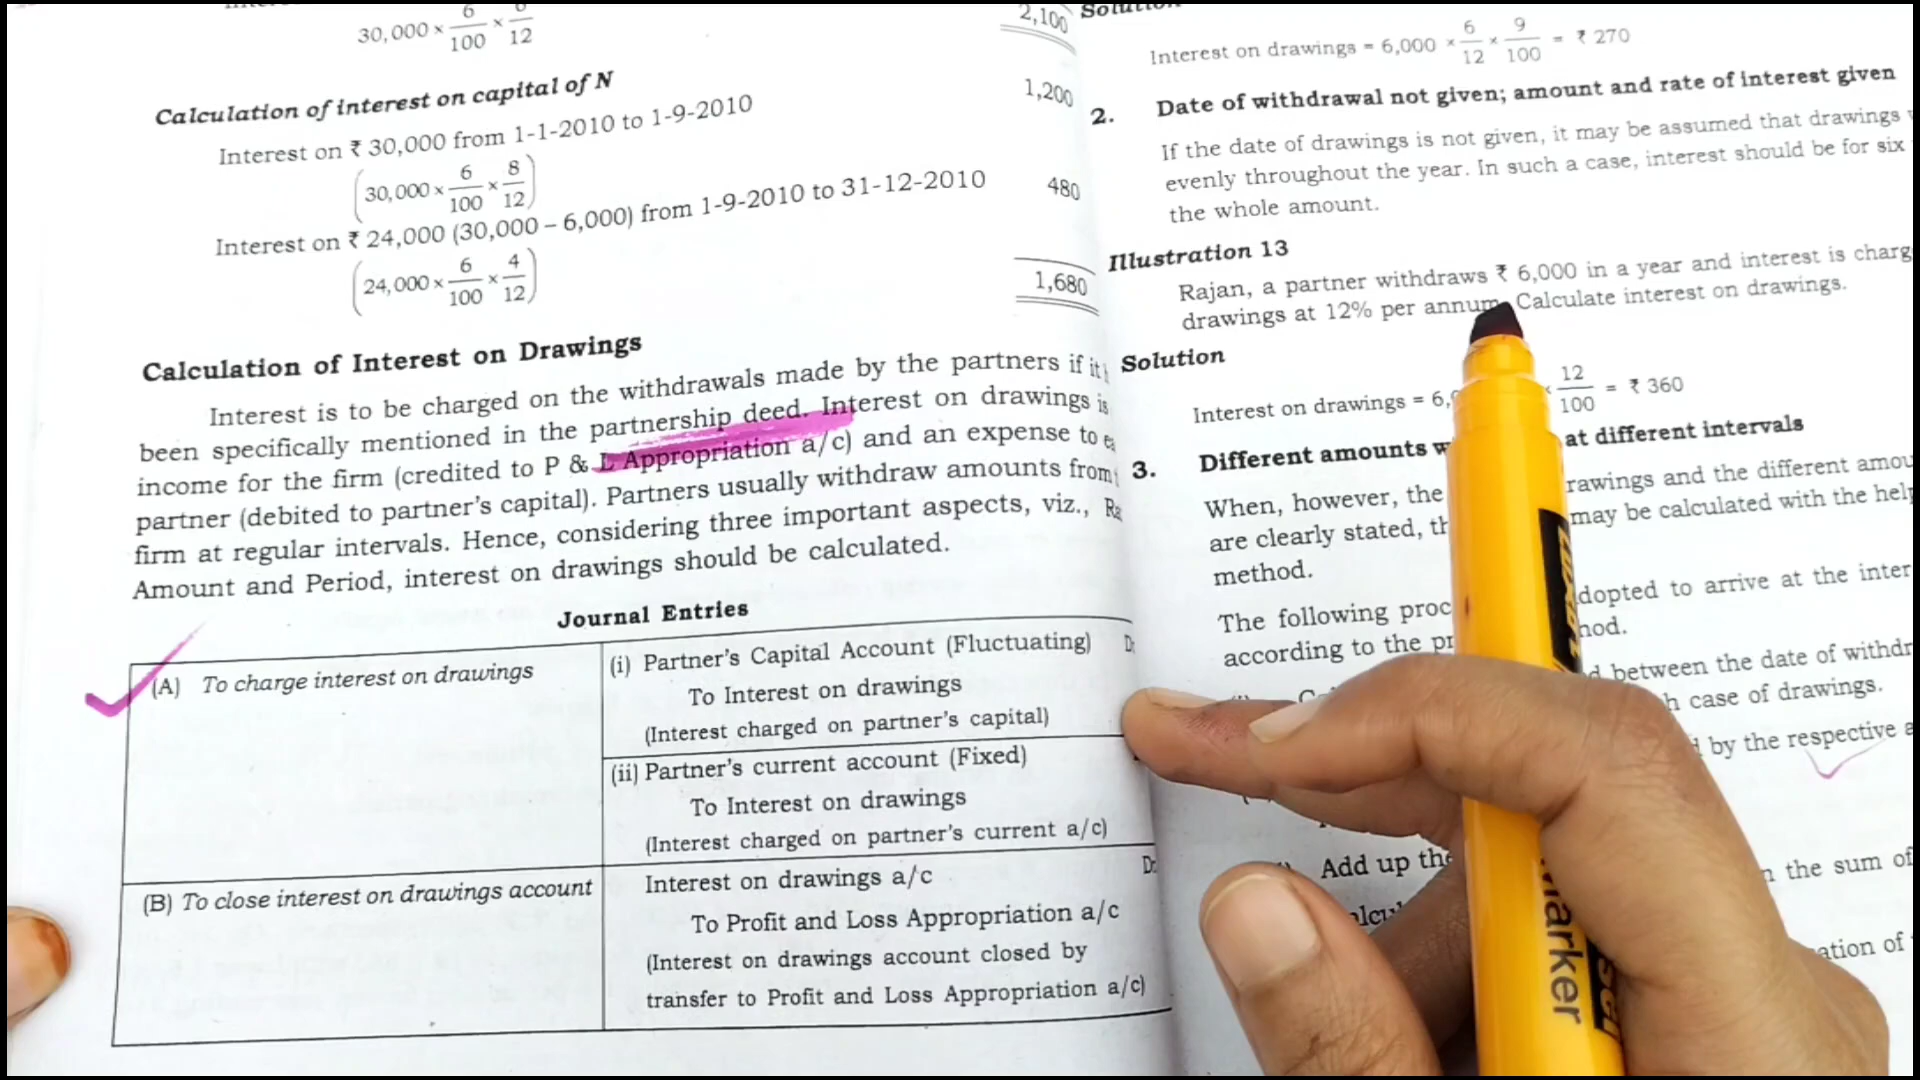 30,000 × 6/100 × 6/12
2,100
Calculation of interest on capital of N
Interest on ₹ 30,000 from 1-1-2010 to 1-9-2010
1,200
(30,000 × 6/100 × 8/12)
Interest on ₹ 24,000 (30,000 – 6,000) from 1-9-2010 to 31-12-2010
480
(24,000 × 6/100 × 4/12)
1,680
Calculation of Interest on Drawings
Interest is to be charged on the withdrawals made by the partners if it
been specifically mentioned in the partnership deed. Interest on drawings is
income for the firm (credited to P & L Appropriation a/c) and an expense to
partner (debited to partner's capital). Partners usually withdraw amounts from
firm at regular intervals. Hence, considering three important aspects, viz.,
Amount and Period, interest on drawings should be calculated.
Journal Entries
(A) To charge interest on drawings
(i) Partner's Capital Account (Fluctuating)
To Interest on drawings
(Interest charged on partner's capital)
(ii) Partner's current account (Fixed)
To Interest on drawings
(Interest charged on partner's current a/c)
(B) To close interest on drawings account
Interest on drawings a/c
To Profit and Loss Appropriation a/c
(Interest on drawings account closed by
transfer to Profit and Loss Appropriation a/c)
Solution
Interest on drawings = 6,000 × 6/12 × 9/100 = ₹ 270
2. Date of withdrawal not given; amount and rate of interest given
If the date of drawings is not given, it may be assumed that drawings
evenly throughout the year. In such a case, interest should be for six
the whole amount.
Illustration 13
Rajan, a partner withdraws ₹ 6,000 in a year and interest is
drawings at 12% per annum. Calculate interest on drawings.
Solution
Interest on drawings = 12/100 = ₹ 360
3. Different amounts at different intervals
When, however, the and the different
are clearly stated, may be calculated with the
method.
The following to arrive at the
according to the
between the date of
case of drawings.
by the respective
Add up the the sum of
of
Marker